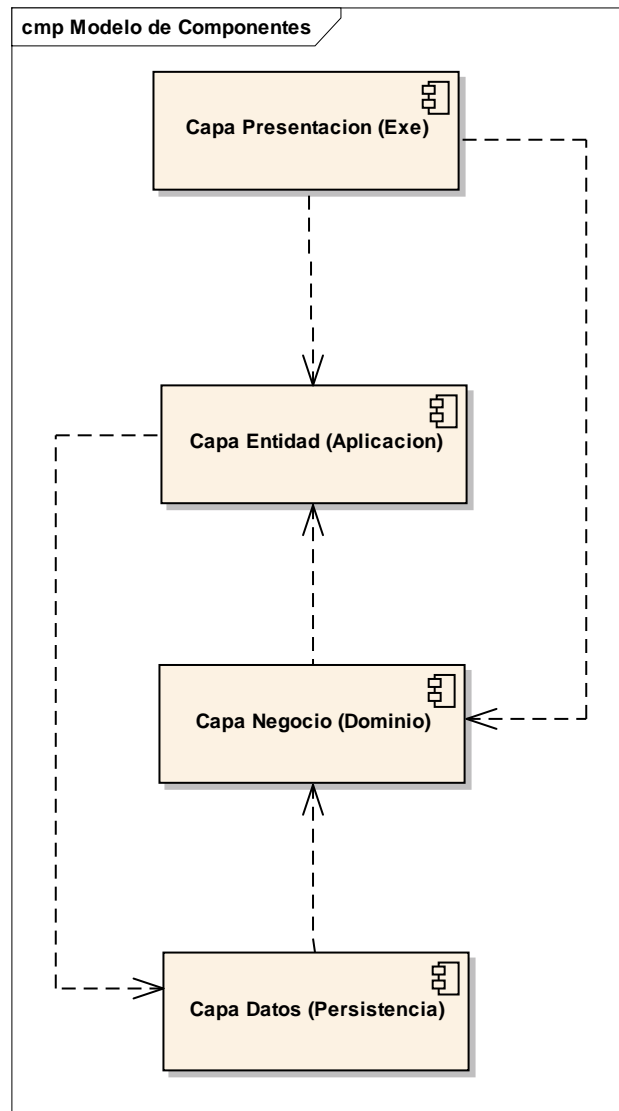 cmp Modelo de Componentes
Capa Presentacion (Exe)
Capa Entidad (Aplicacion)
Capa Negocio (Dominio)
Capa Datos (Persistencia)